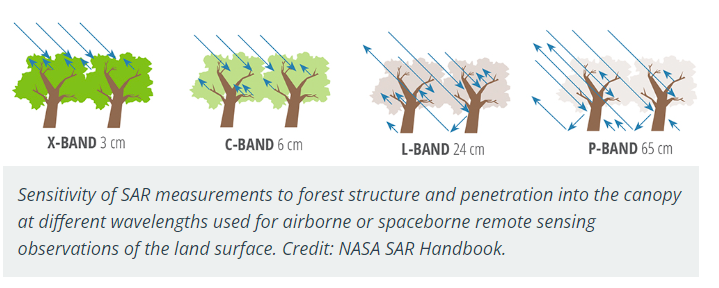 X-BAND 3 cm
C-BAND 6 cm
L-BAND 24 cm
P-BAND 65 cm
Sensitivity of SAR measurements to forest structure and penetration into the canopy
at different wavelengths used for airborne or spaceborne remote sensing
observations of the land surface. Credit: NASA SAR Handbook.